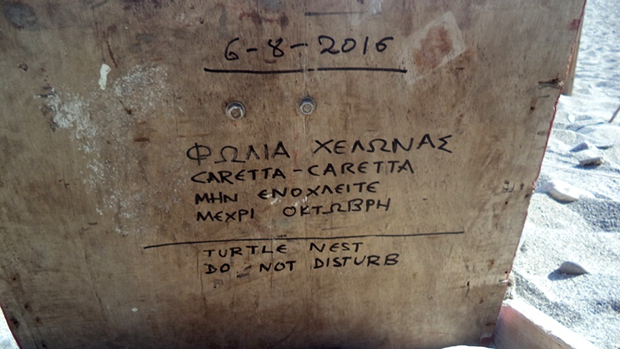 6-8-2016
ΦΩΛΙΑ ΧΕΛΩΝΑΣ
CARETTA-CARETTA
ΜΗΝ ΕΝΟΧΛΕΙΤΕ
ΜΕΧΡΙ ΟΚΤΩΒΡΗ
TURTLE NEST
DO NOT DISTURB